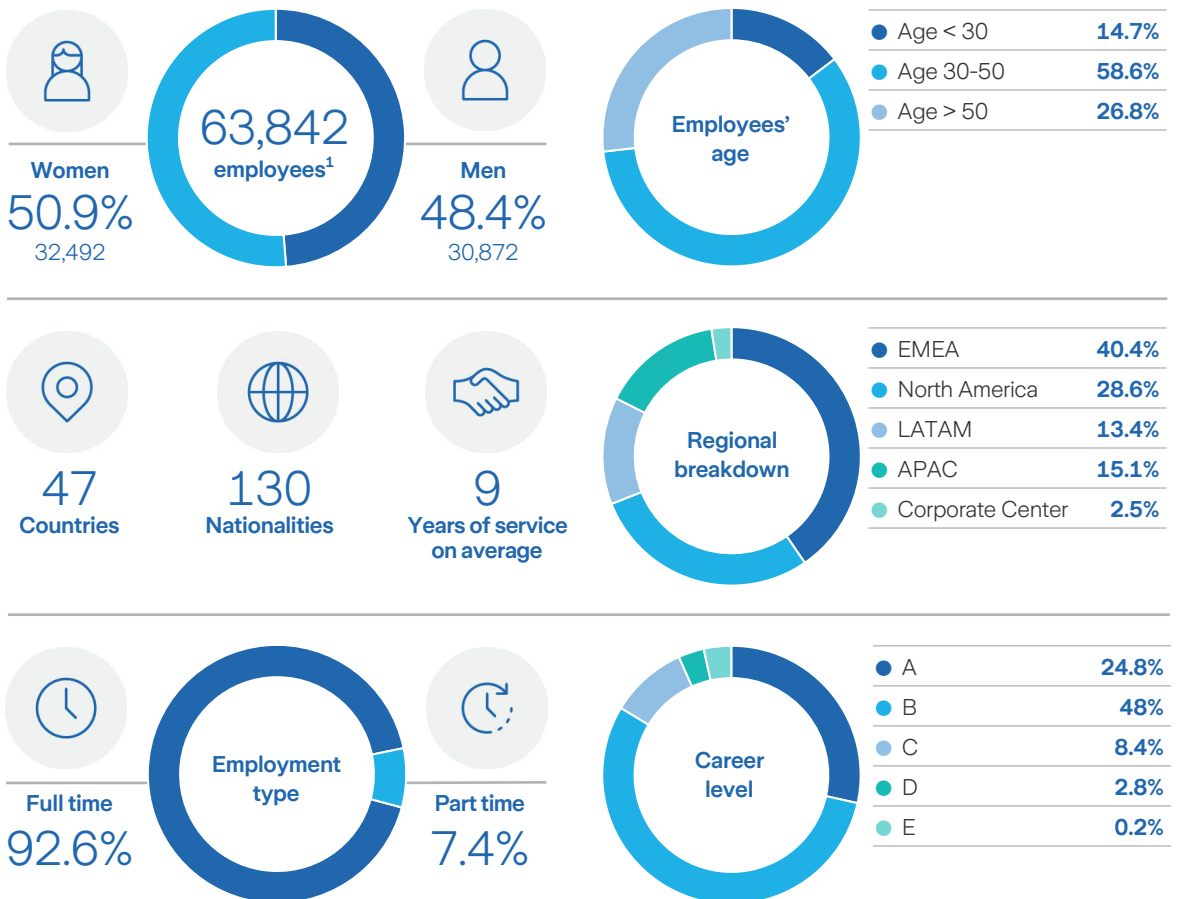 63,842
employees¹
Women
50.9%
32,492
Men
48.4%
30,872
Employees’
age
Age < 30 14.7%
Age 30-50 58.6%
Age > 50 26.8%
47
Countries
130
Nationalities
9
Years of service
on average
Regional
breakdown
EMEA 40.4%
North America 28.6%
LATAM 13.4%
APAC 15.1%
Corporate Center 2.5%
Employment
type
Full time
92.6%
Part time
7.4%
Career
level
A 24.8%
B 48%
C 8.4%
D 2.8%
E 0.2%